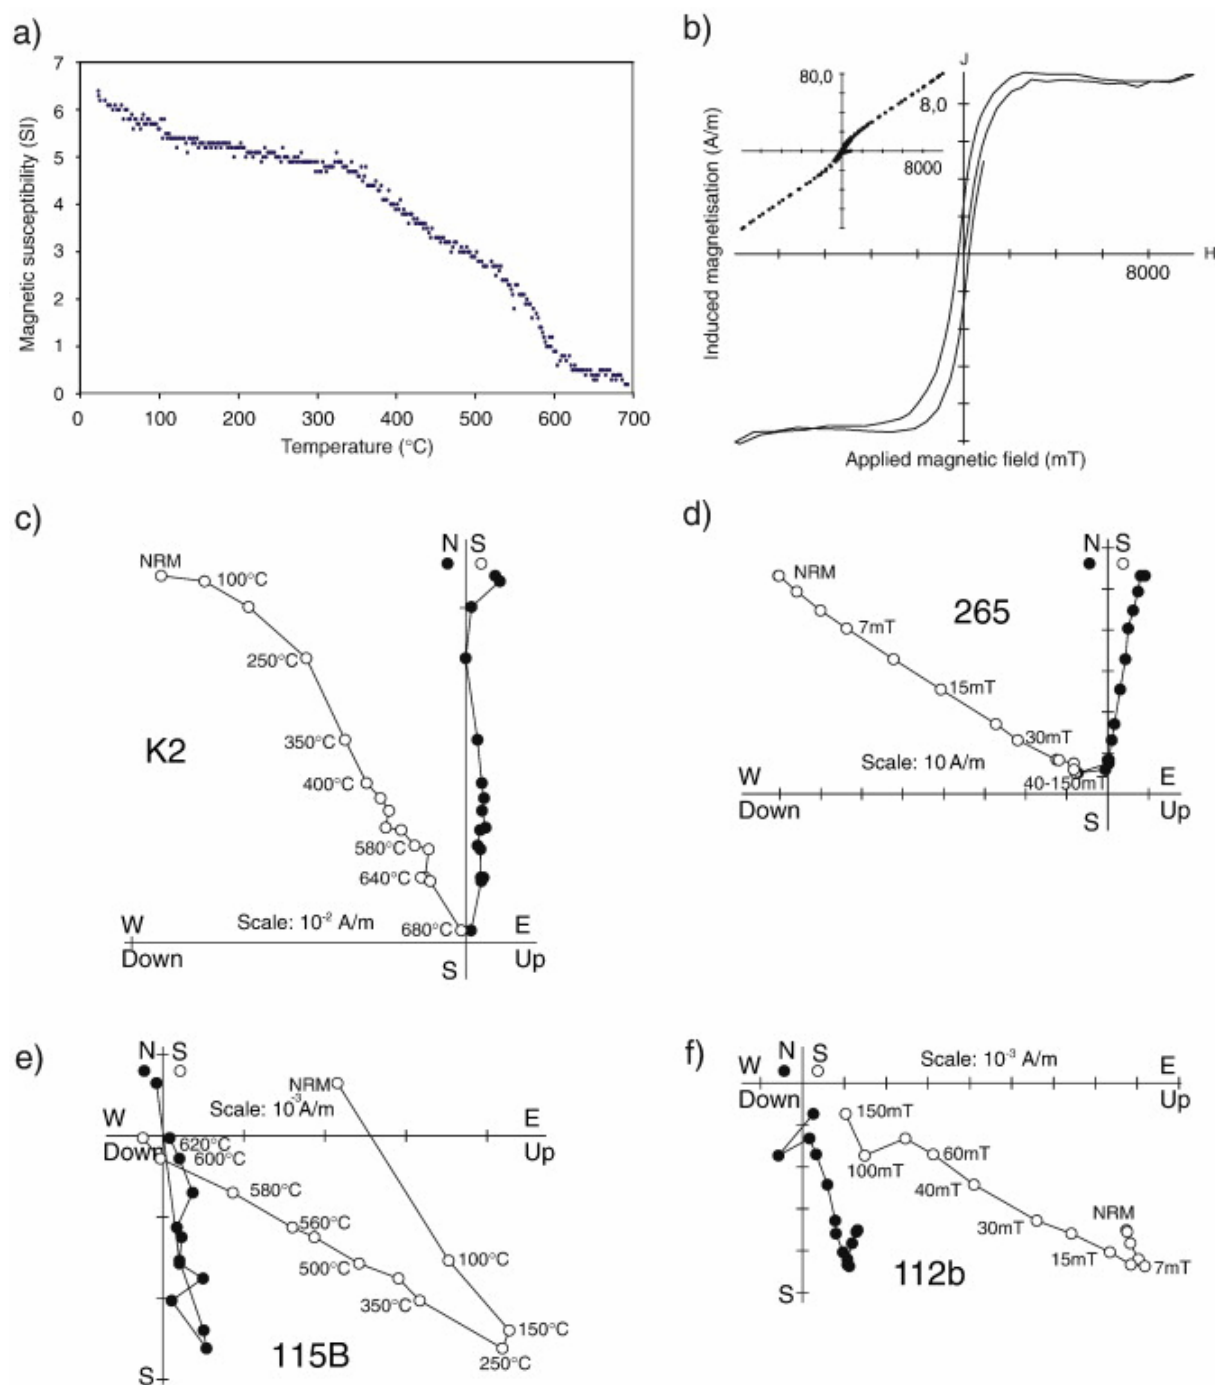 a)
7
6
5
4
3
2
1
0
Magnetic susceptibility (SI)
0 100 200 300 400 500 600 700
Temperature (°C)
b)
J
80,0
8,0
8000
H
8000
Induced magnetisation (A/m)
Applied magnetic field (mT)
c)
N S
NRM
100°C
250°C
350°C
K2
400°C
580°C
640°C
W Scale: 10-2 A/m 680°C E
Down Up
S
d)
N S
NRM
265
7mT
15mT
30mT
Scale: 10 A/m
W 40-150mT E
Down Up
S
e)
N S
NRM
W Scale: 10-3 A/m E
Down 620°C Up
600°C
580°C
560°C
500°C
100°C
350°C
150°C
115B
250°C
S
f)
W N S Scale: 10-3 A/m E
Down Up
150mT
100mT 60mT
40mT
30mT NRM
15mT 7mT
112b
S